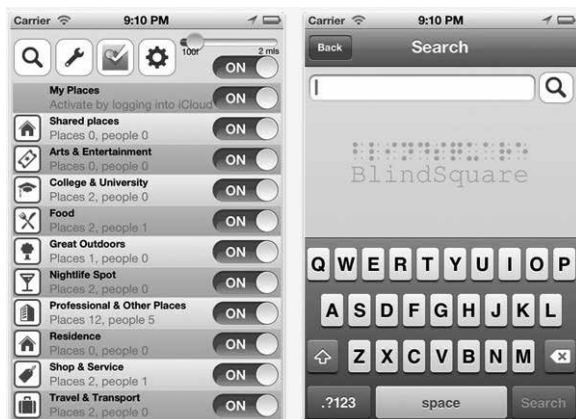 Carrier 9:10 PM
100f 2 mls
ON
My Places
Activate by logging into iCloud
ON
Shared places
Places 0, people 0
ON
Arts & Entertainment
Places 0, people 0
ON
College & University
Places 2, people 0
ON
Food
Places 2, people 1
ON
Great Outdoors
Places 1, people 0
ON
Nightlife Spot
Places 2, people 0
ON
Professional & Other Places
Places 12, people 5
ON
Residence
Places 0, people 0
ON
Shop & Service
Places 2, people 1
ON
Travel & Transport
Places 2, people 0
ON
Carrier 9:10 PM
Back Search
BlindSquare
Q W E R T Y U I O P
A S D F G H J K L
Z X C V B N M
.?123 space Search